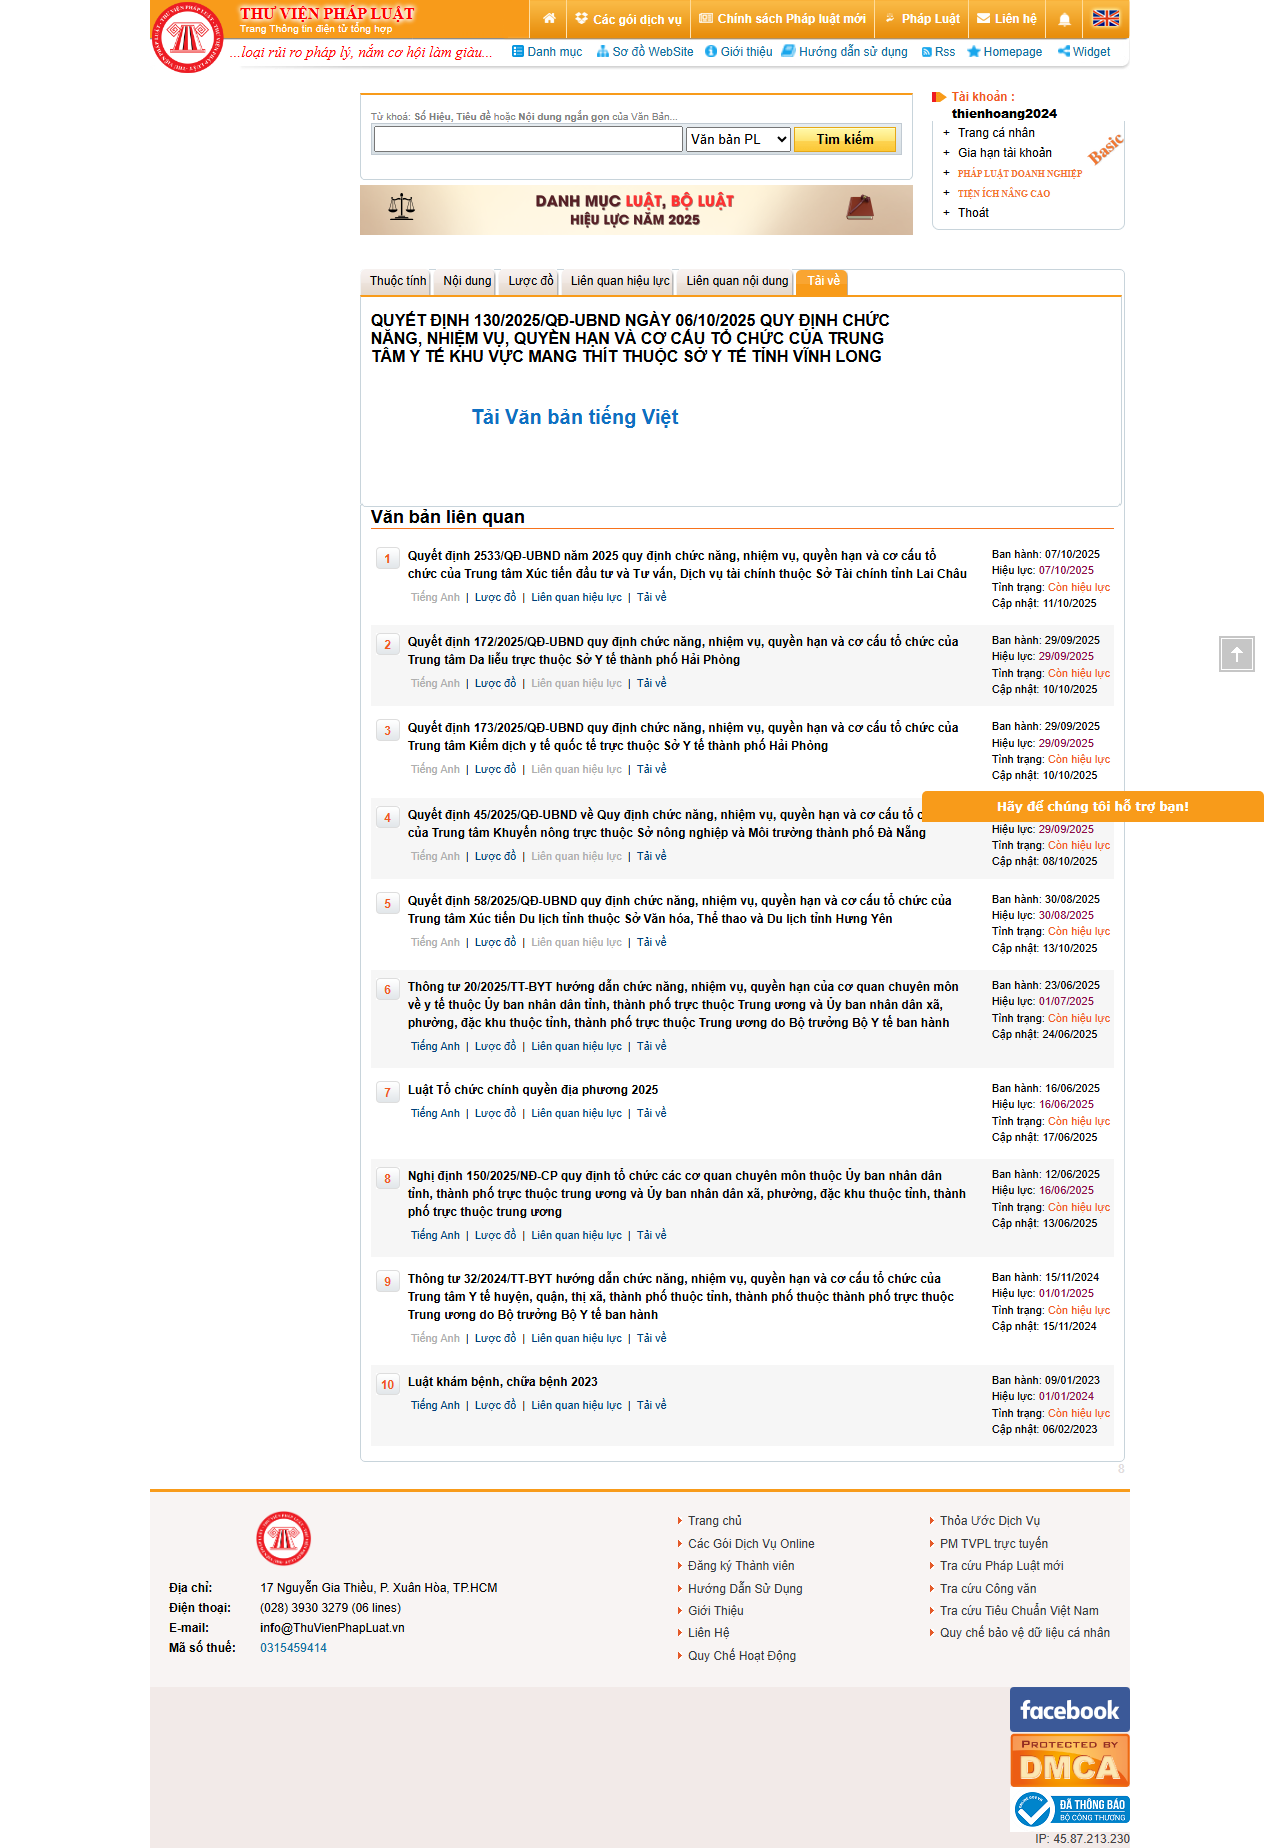 THƯ VIỆN PHÁP LUẬT
Trang Thông tin điện tử tổng hợp
Các gói dịch vụ
Chính sách Pháp luật mới
Pháp Luật
Liên hệ
...loại rủi ro pháp lý, nắm cơ hội làm giàu...
Danh mục
Sơ đồ WebSite
Giới thiệu
Hướng dẫn sử dụng
Rss
Homepage
Widget
Từ khoá: Số Hiệu, Tiêu đề hoặc Nội dung ngắn gọn của Văn Bản...
Văn bản PL
Tìm kiếm
DANH MỤC LUẬT, BỘ LUẬT
HIỆU LỰC NĂM 2025
Tài khoản :
thienhoang2024
+ Trang cá nhân
+ Gia hạn tài khoản
+ PHÁP LUẬT DOANH NGHIỆP
+ TIỆN ÍCH NÂNG CAO
+ Thoát
Basic
Thuộc tính
Nội dung
Lược đồ
Liên quan hiệu lực
Liên quan nội dung
Tải về
QUYẾT ĐỊNH 130/2025/QĐ-UBND NGÀY 06/10/2025 QUY ĐỊNH CHỨC
NĂNG, NHIỆM VỤ, QUYỀN HẠN VÀ CƠ CẤU TỔ CHỨC CỦA TRUNG
TÂM Y TẾ KHU VỰC MANG THÍT THUỘC SỞ Y TẾ TỈNH VĨNH LONG
Tải Văn bản tiếng Việt
Văn bản liên quan
1
Quyết định 2533/QĐ-UBND năm 2025 quy định chức năng, nhiệm vụ, quyền hạn và cơ cấu tổ
chức của Trung tâm Xúc tiến đầu tư và Tư vấn, Dịch vụ tài chính thuộc Sở Tài chính tỉnh Lai Châu
Tiếng Anh | Lược đồ | Liên quan hiệu lực | Tải về
Ban hành: 07/10/2025
Hiệu lực: 07/10/2025
Tình trạng: Còn hiệu lực
Cập nhật: 11/10/2025
2
Quyết định 172/2025/QĐ-UBND quy định chức năng, nhiệm vụ, quyền hạn và cơ cấu tổ chức của
Trung tâm Da liễu trực thuộc Sở Y tế thành phố Hải Phòng
Tiếng Anh | Lược đồ | Liên quan hiệu lực | Tải về
Ban hành: 29/09/2025
Hiệu lực: 29/09/2025
Tình trạng: Còn hiệu lực
Cập nhật: 10/10/2025
3
Quyết định 173/2025/QĐ-UBND quy định chức năng, nhiệm vụ, quyền hạn và cơ cấu tổ chức của
Trung tâm Kiểm dịch y tế quốc tế trực thuộc Sở Y tế thành phố Hải Phòng
Tiếng Anh | Lược đồ | Liên quan hiệu lực | Tải về
Ban hành: 29/09/2025
Hiệu lực: 29/09/2025
Tình trạng: Còn hiệu lực
Cập nhật: 10/10/2025
Hãy để chúng tôi hỗ trợ bạn!
4
Quyết định 45/2025/QĐ-UBND về Quy định chức năng, nhiệm vụ, quyền hạn và cơ cấu tổ
của Trung tâm Khuyến nông trực thuộc Sở nông nghiệp và Môi trường thành phố Đà Nẵng
Tiếng Anh | Lược đồ | Liên quan hiệu lực | Tải về
Hiệu lực: 29/09/2025
Tình trạng: Còn hiệu lực
Cập nhật: 08/10/2025
5
Quyết định 58/2025/QĐ-UBND quy định chức năng, nhiệm vụ, quyền hạn và cơ cấu tổ chức của
Trung tâm Xúc tiến Du lịch tỉnh thuộc Sở Văn hóa, Thể thao và Du lịch tỉnh Hưng Yên
Tiếng Anh | Lược đồ | Liên quan hiệu lực | Tải về
Ban hành: 30/08/2025
Hiệu lực: 30/08/2025
Tình trạng: Còn hiệu lực
Cập nhật: 13/10/2025
6
Thông tư 20/2025/TT-BYT hướng dẫn chức năng, nhiệm vụ, quyền hạn của cơ quan chuyên môn
về y tế thuộc Ủy ban nhân dân tỉnh, thành phố trực thuộc Trung ương và Ủy ban nhân dân xã,
phường, đặc khu thuộc tỉnh, thành phố trực thuộc Trung ương do Bộ trưởng Bộ Y tế ban hành
Tiếng Anh | Lược đồ | Liên quan hiệu lực | Tải về
Ban hành: 23/06/2025
Hiệu lực: 01/07/2025
Tình trạng: Còn hiệu lực
Cập nhật: 24/06/2025
7
Luật Tổ chức chính quyền địa phương 2025
Tiếng Anh | Lược đồ | Liên quan hiệu lực | Tải về
Ban hành: 16/06/2025
Hiệu lực: 16/06/2025
Tình trạng: Còn hiệu lực
Cập nhật: 17/06/2025
8
Nghị định 150/2025/NĐ-CP quy định tổ chức các cơ quan chuyên môn thuộc Ủy ban nhân dân
tỉnh, thành phố trực thuộc trung ương và Ủy ban nhân dân xã, phường, đặc khu thuộc tỉnh, thành
phố trực thuộc trung ương
Tiếng Anh | Lược đồ | Liên quan hiệu lực | Tải về
Ban hành: 12/06/2025
Hiệu lực: 16/06/2025
Tình trạng: Còn hiệu lực
Cập nhật: 13/06/2025
9
Thông tư 32/2024/TT-BYT hướng dẫn chức năng, nhiệm vụ, quyền hạn và cơ cấu tổ chức của
Trung tâm Y tế huyện, quận, thị xã, thành phố thuộc tỉnh, thành phố thuộc thành phố trực thuộc
Trung ương do Bộ trưởng Bộ Y tế ban hành
Tiếng Anh | Lược đồ | Liên quan hiệu lực | Tải về
Ban hành: 15/11/2024
Hiệu lực: 01/01/2025
Tình trạng: Còn hiệu lực
Cập nhật: 15/11/2024
10
Luật khám bệnh, chữa bệnh 2023
Tiếng Anh | Lược đồ | Liên quan hiệu lực | Tải về
Ban hành: 09/01/2023
Hiệu lực: 01/01/2024
Tình trạng: Còn hiệu lực
Cập nhật: 06/02/2023
8
Địa chỉ: 17 Nguyễn Gia Thiều, P. Xuân Hòa, TP.HCM
Điện thoại: (028) 3930 3279 (06 lines)
E-mail: info@ThuVienPhapLuat.vn
Mã số thuế: 0315459414
Trang chủ
Các Gói Dịch Vụ Online
Đăng ký Thành viên
Hướng Dẫn Sử Dụng
Giới Thiệu
Liên Hệ
Quy Chế Hoạt Động
Thỏa Ước Dịch Vụ
PM TVPL trực tuyến
Tra cứu Pháp Luật mới
Tra cứu Công văn
Tra cứu Tiêu Chuẩn Việt Nam
Quy chế bảo vệ dữ liệu cá nhân
facebook
PROTECTED BY
DMCA
ĐÃ THÔNG BÁO
BỘ CÔNG THƯƠNG
IP: 45.87.213.230